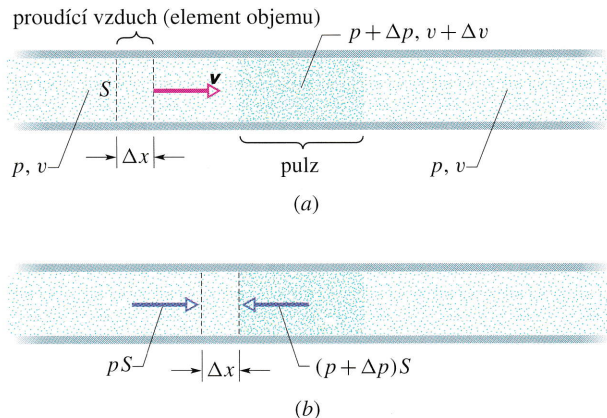 proudící vzduch (element objemu)
p + Δp, v + Δv
S
v
p, v
Δx
pulz
p, v
(a)
pS
Δx
(p + Δp)S
(b)